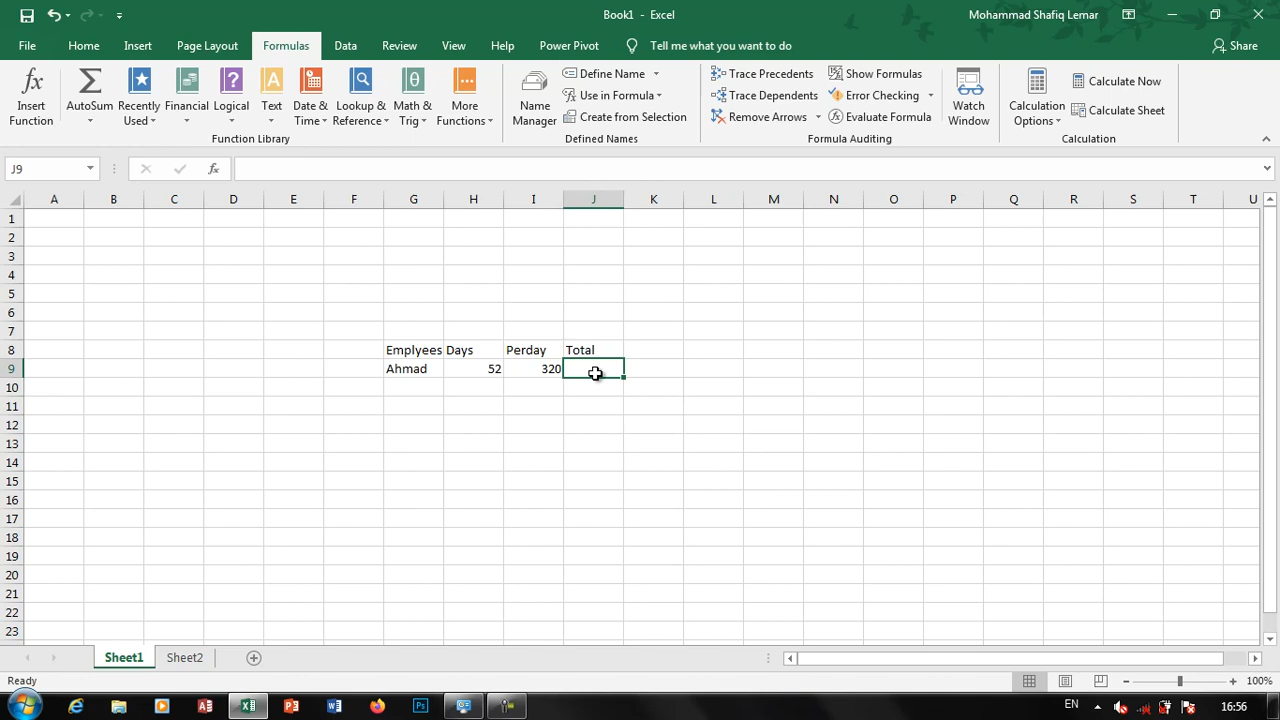 Book1 - Excel
Mohammad Shafiq Lemar
File Home Insert Page Layout Formulas Data Review View Help Power Pivot Tell me what you want to do Share
Insert Function
AutoSum
Recently Used
Financial
Logical
Text
Date & Time
Lookup & Reference
Math & Trig
More Functions
Function Library
Name Manager
Define Name
Use in Formula
Create from Selection
Defined Names
Trace Precedents
Trace Dependents
Remove Arrows
Show Formulas
Error Checking
Evaluate Formula
Formula Auditing
Watch Window
Calculation Options
Calculate Now
Calculate Sheet
Calculation
J9 fx
A B C D E F G H I J K L M N O P Q R S T U
1
2
3
4
5
6
7
8 Emplyees Days Perday Total
9 Ahmad 52 320
10
11
12
13
14
15
16
17
18
19
20
21
22
23
Sheet1 Sheet2
Ready 100%
EN 16:56